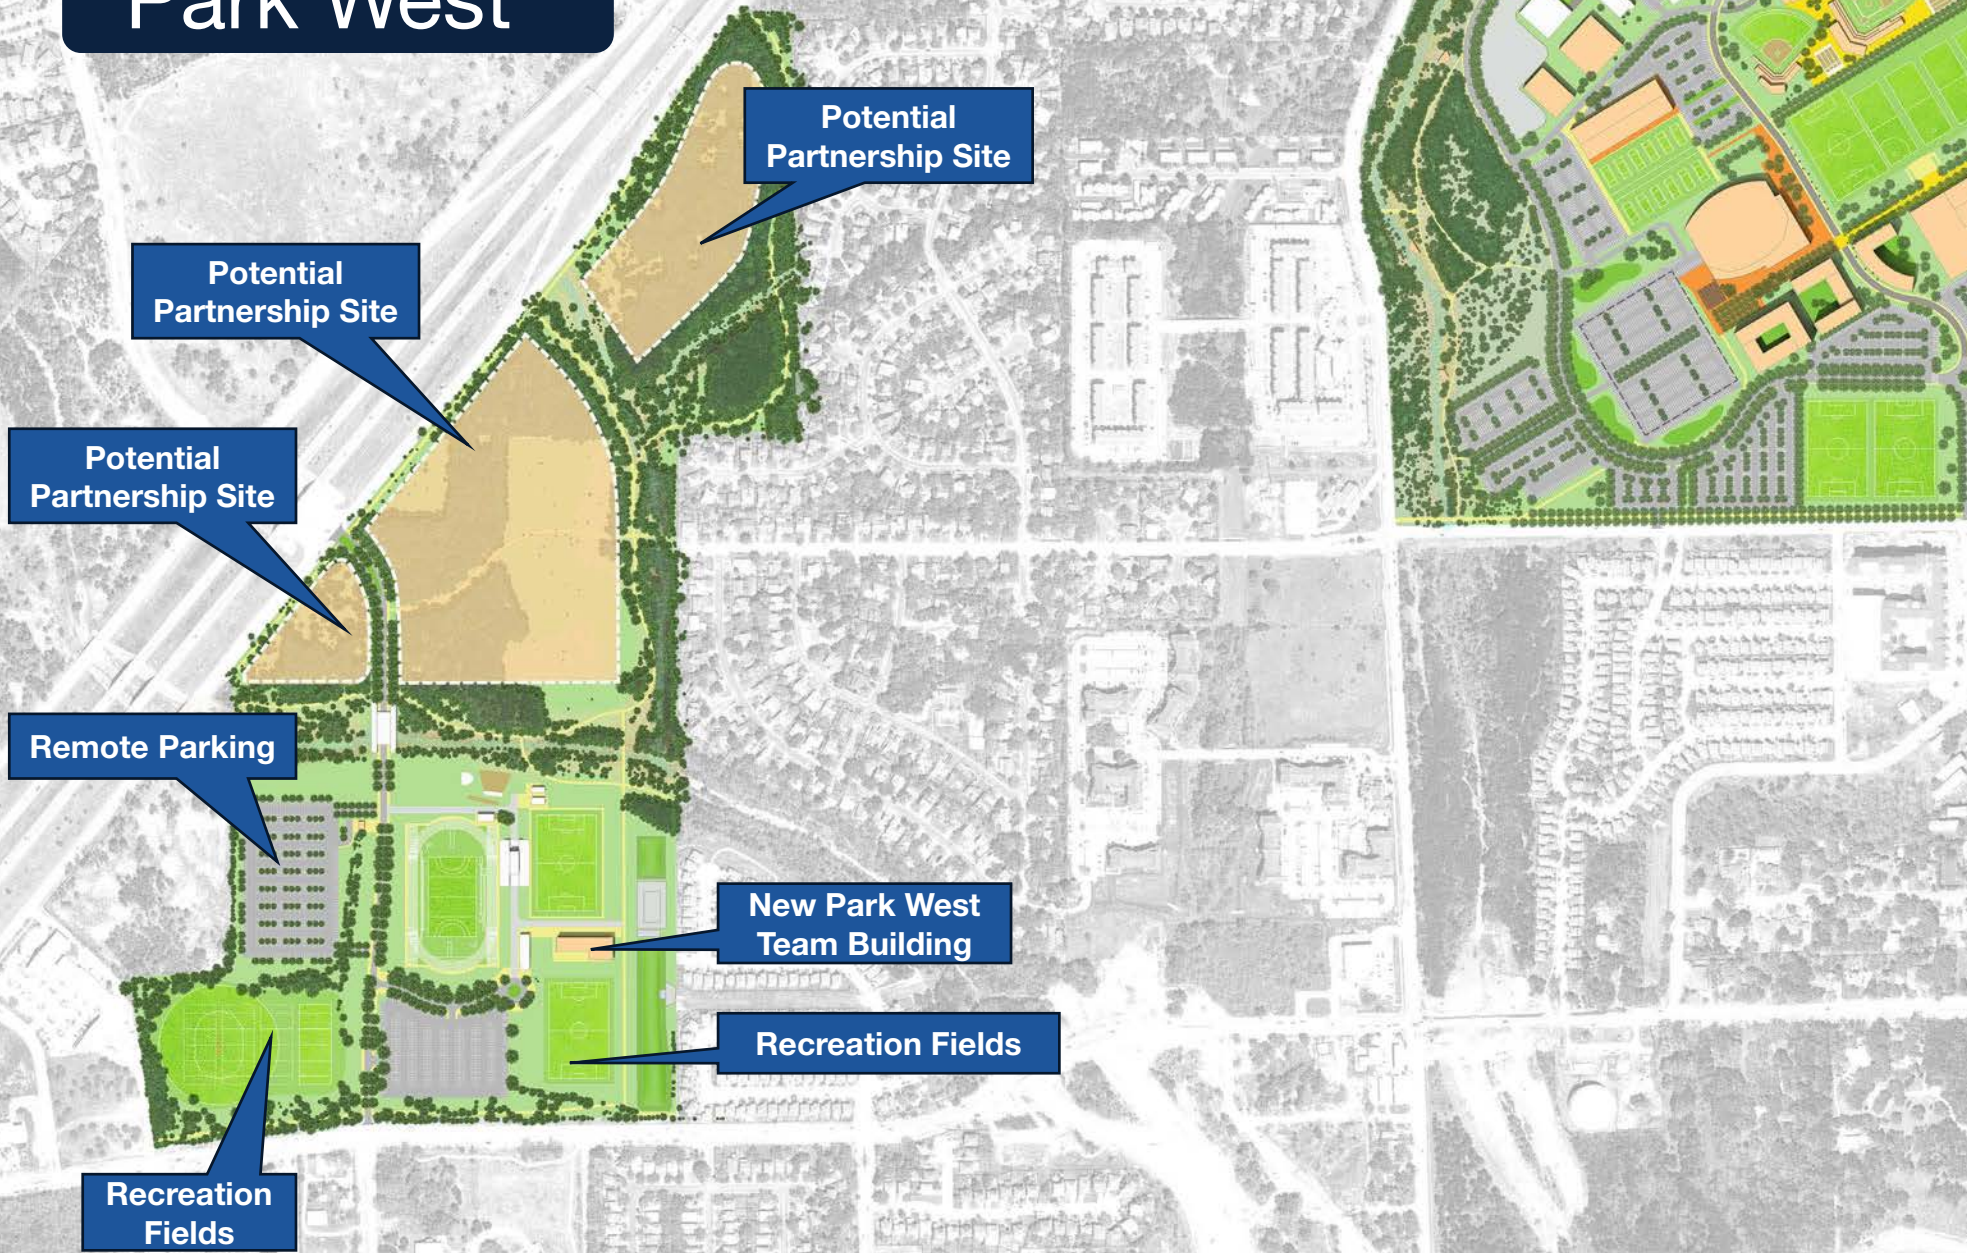 Park West
Potential
Partnership Site
Potential
Partnership Site
Potential
Partnership Site
Remote Parking
New Park West
Team Building
Recreation Fields
Recreation
Fields